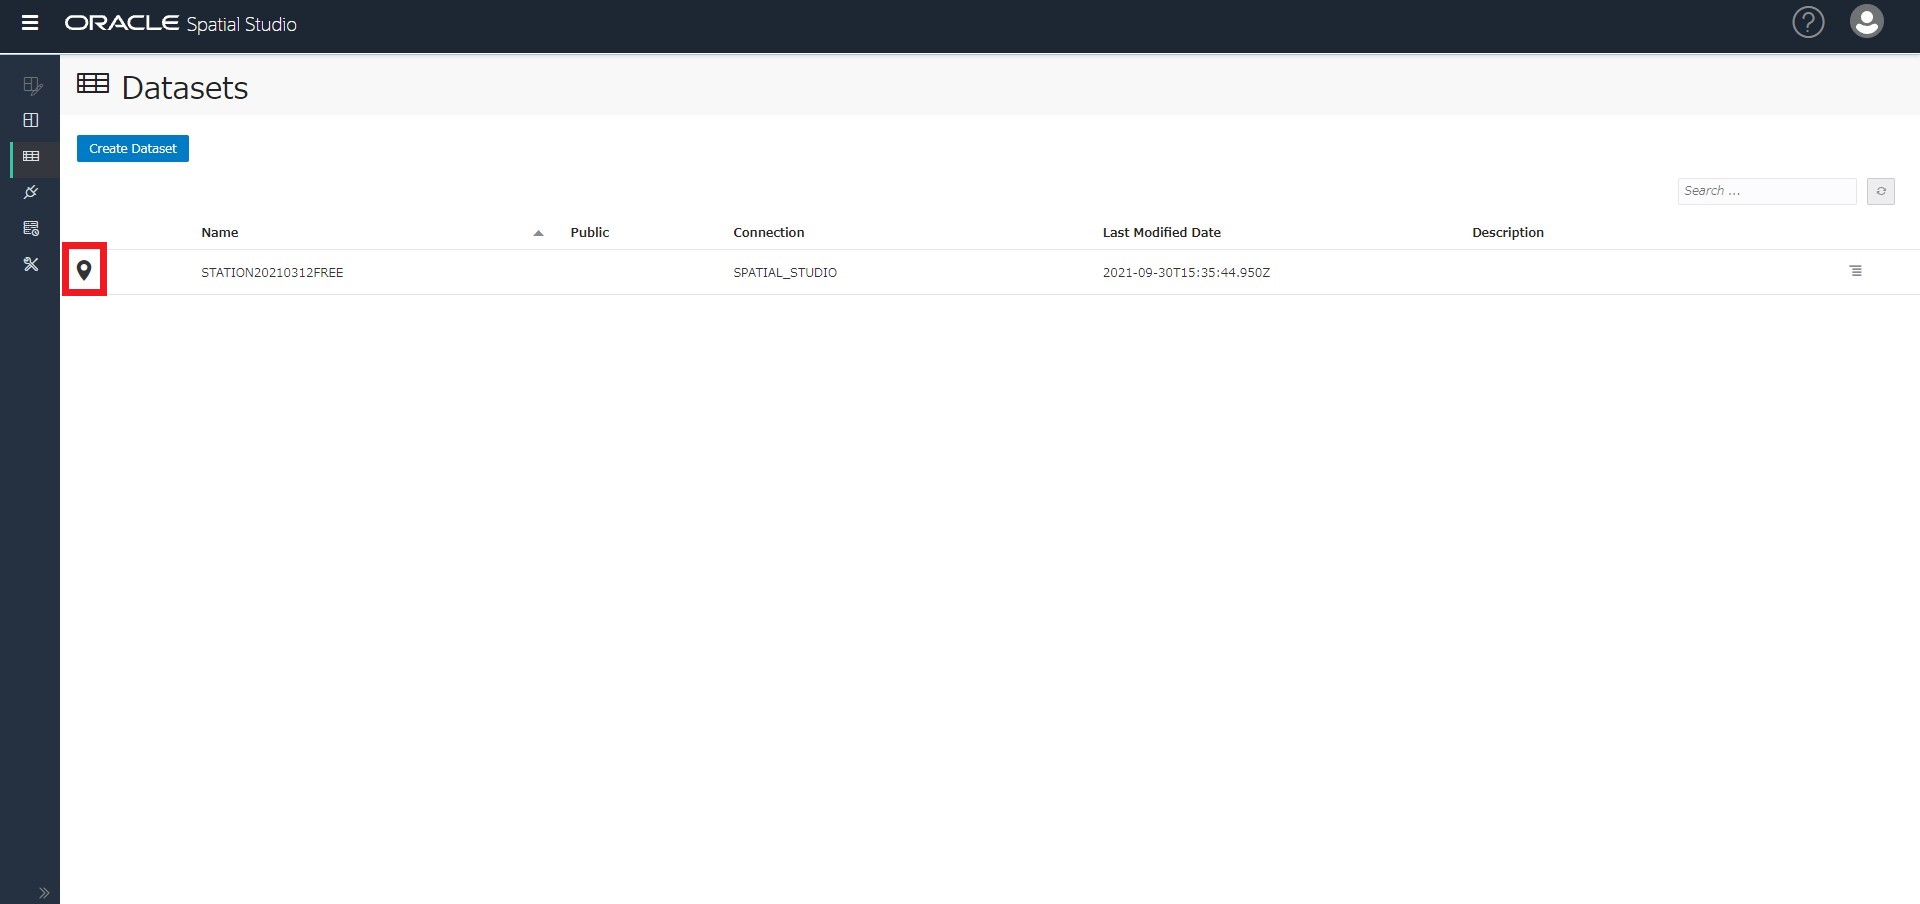 ORACLE Spatial Studio
Datasets
Create Dataset
Search ...
Name Public Connection Last Modified Date Description
STATION20210312FREE SPATIAL_STUDIO 2021-09-30T15:35:44.950Z